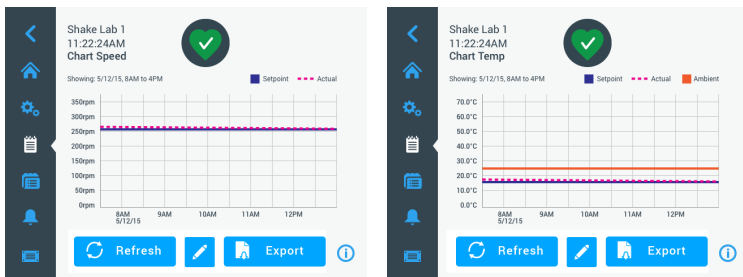 Shake Lab 1
11:22:24AM
Chart Speed
Showing: 5/12/15, 8AM to 4PM
Setpoint
Actual
350rpm
300rpm
250rpm
200rpm
150rpm
100rpm
50rpm
0rpm
8AM 9AM 10AM 11AM 12PM
5/12/15
Refresh
Export
Shake Lab 1
11:22:24AM
Chart Temp
Showing: 5/12/15, 8AM to 4PM
Setpoint
Actual
Ambient
70.0°C
60.0°C
50.0°C
40.0°C
30.0°C
20.0°C
10.0°C
0.0°C
8AM 9AM 10AM 11AM 12PM
5/12/15
Refresh
Export